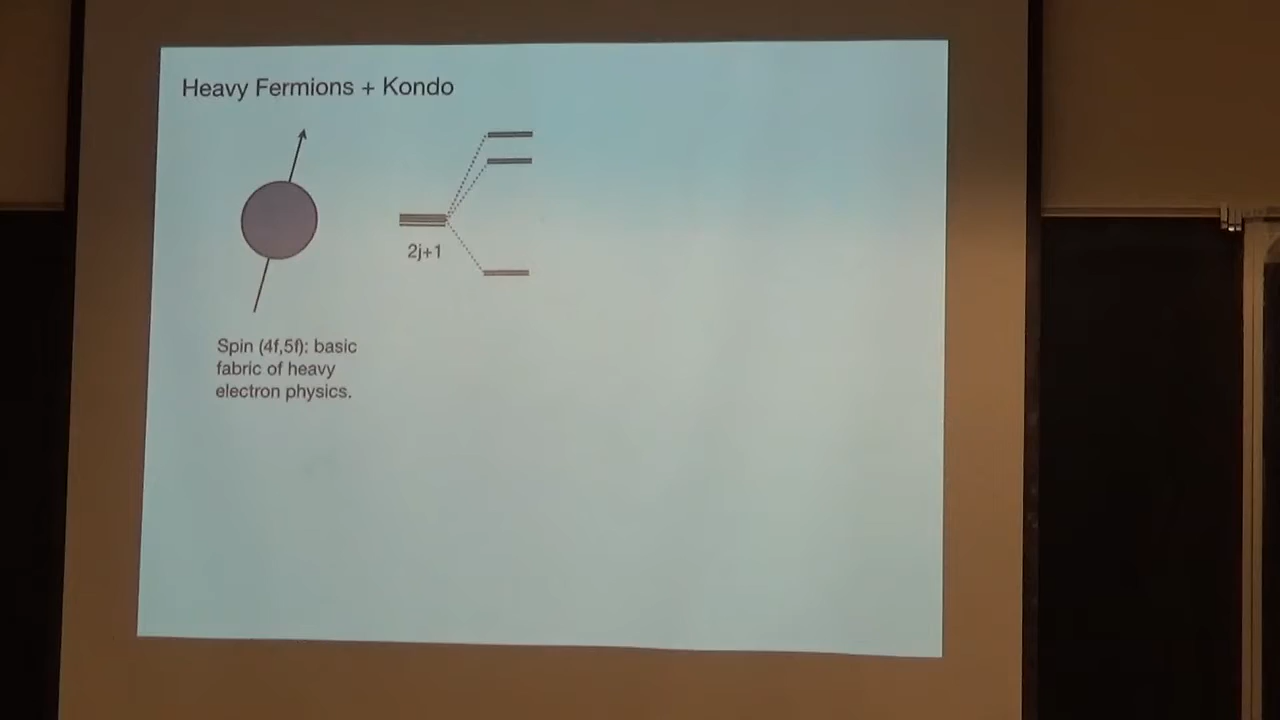 Heavy Fermions + Kondo
2j+1
Spin (4f,5f): basic
fabric of heavy
electron physics.